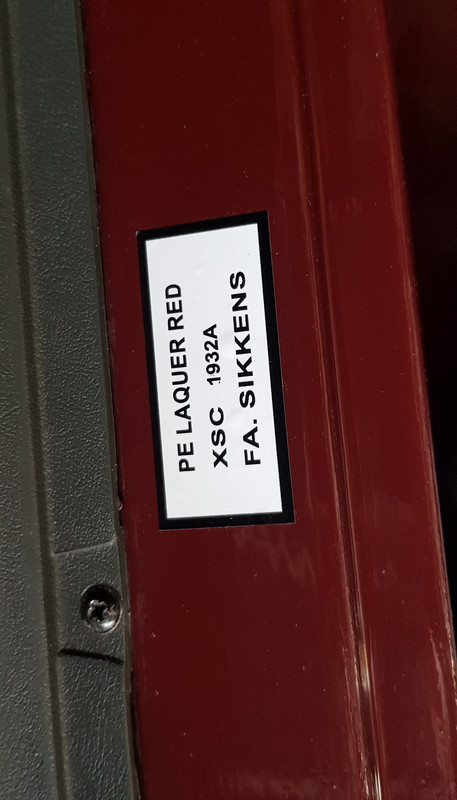 PE LAQUER RED
XSC 1932A
FA. SIKKENS